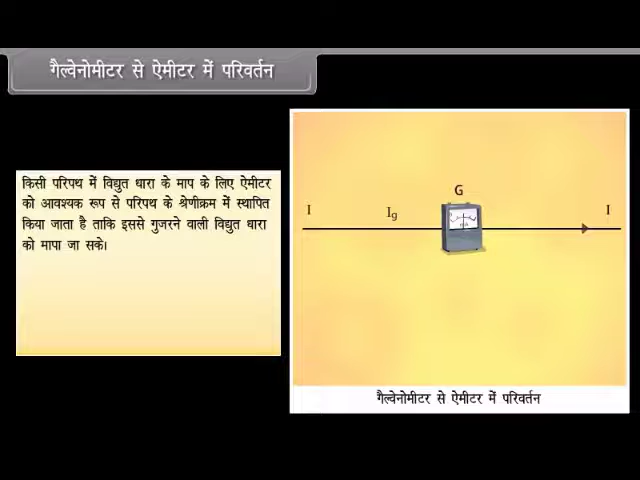 गैल्वेनोमीटर से ऐमीटर में परिवर्तन
किसी परिपथ में विद्युत धारा के माप के लिए ऐमीटर
को आवश्यक रूप से परिपथ के श्रेणीक्रम में स्थापित
किया जाता है ताकि इससे गुजरने वाली विद्युत धारा
को मापा जा सके।
G
I Ig I
गैल्वेनोमीटर से ऐमीटर में परिवर्तन